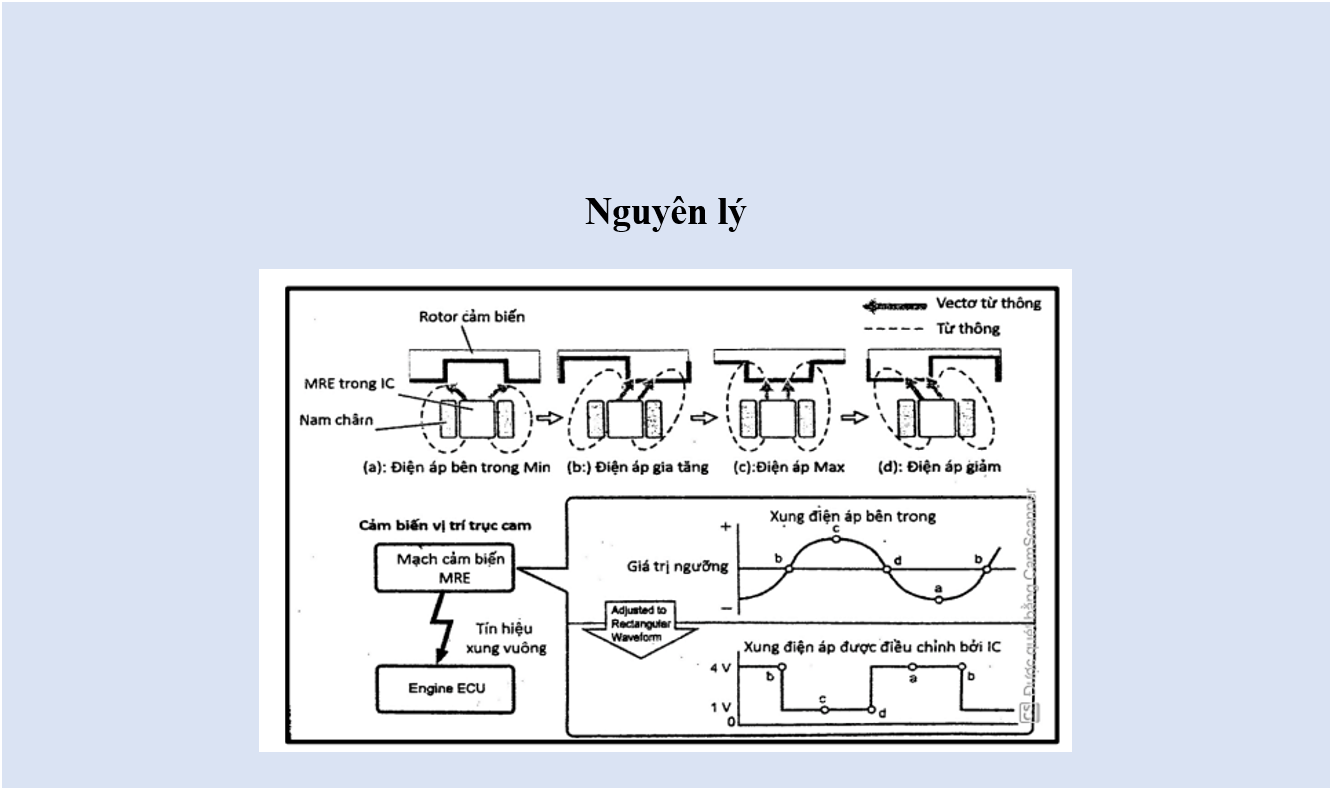 Nguyên lý
Vectơ từ thông
Từ thông
Rotor cảm biến
MRE trong IC
Nam châm
(a): Điện áp bên trong Min
(b:) Điện áp gia tăng
(c):Điện áp Max
(d): Điện áp giảm
Cảm biến vị trí trục cam
Mạch cảm biến
MRE
Tín hiệu
xung vuông
Engine ECU
Xung điện áp bên trong
+
Giá trị ngưỡng
−
b
c
d
a
b
Adjusted to
Rectangular
Waveform
Xung điện áp được điều chỉnh bởi IC
4 V
1 V
0
b
c
d
a
b
CS Được quét bằng CamScanner